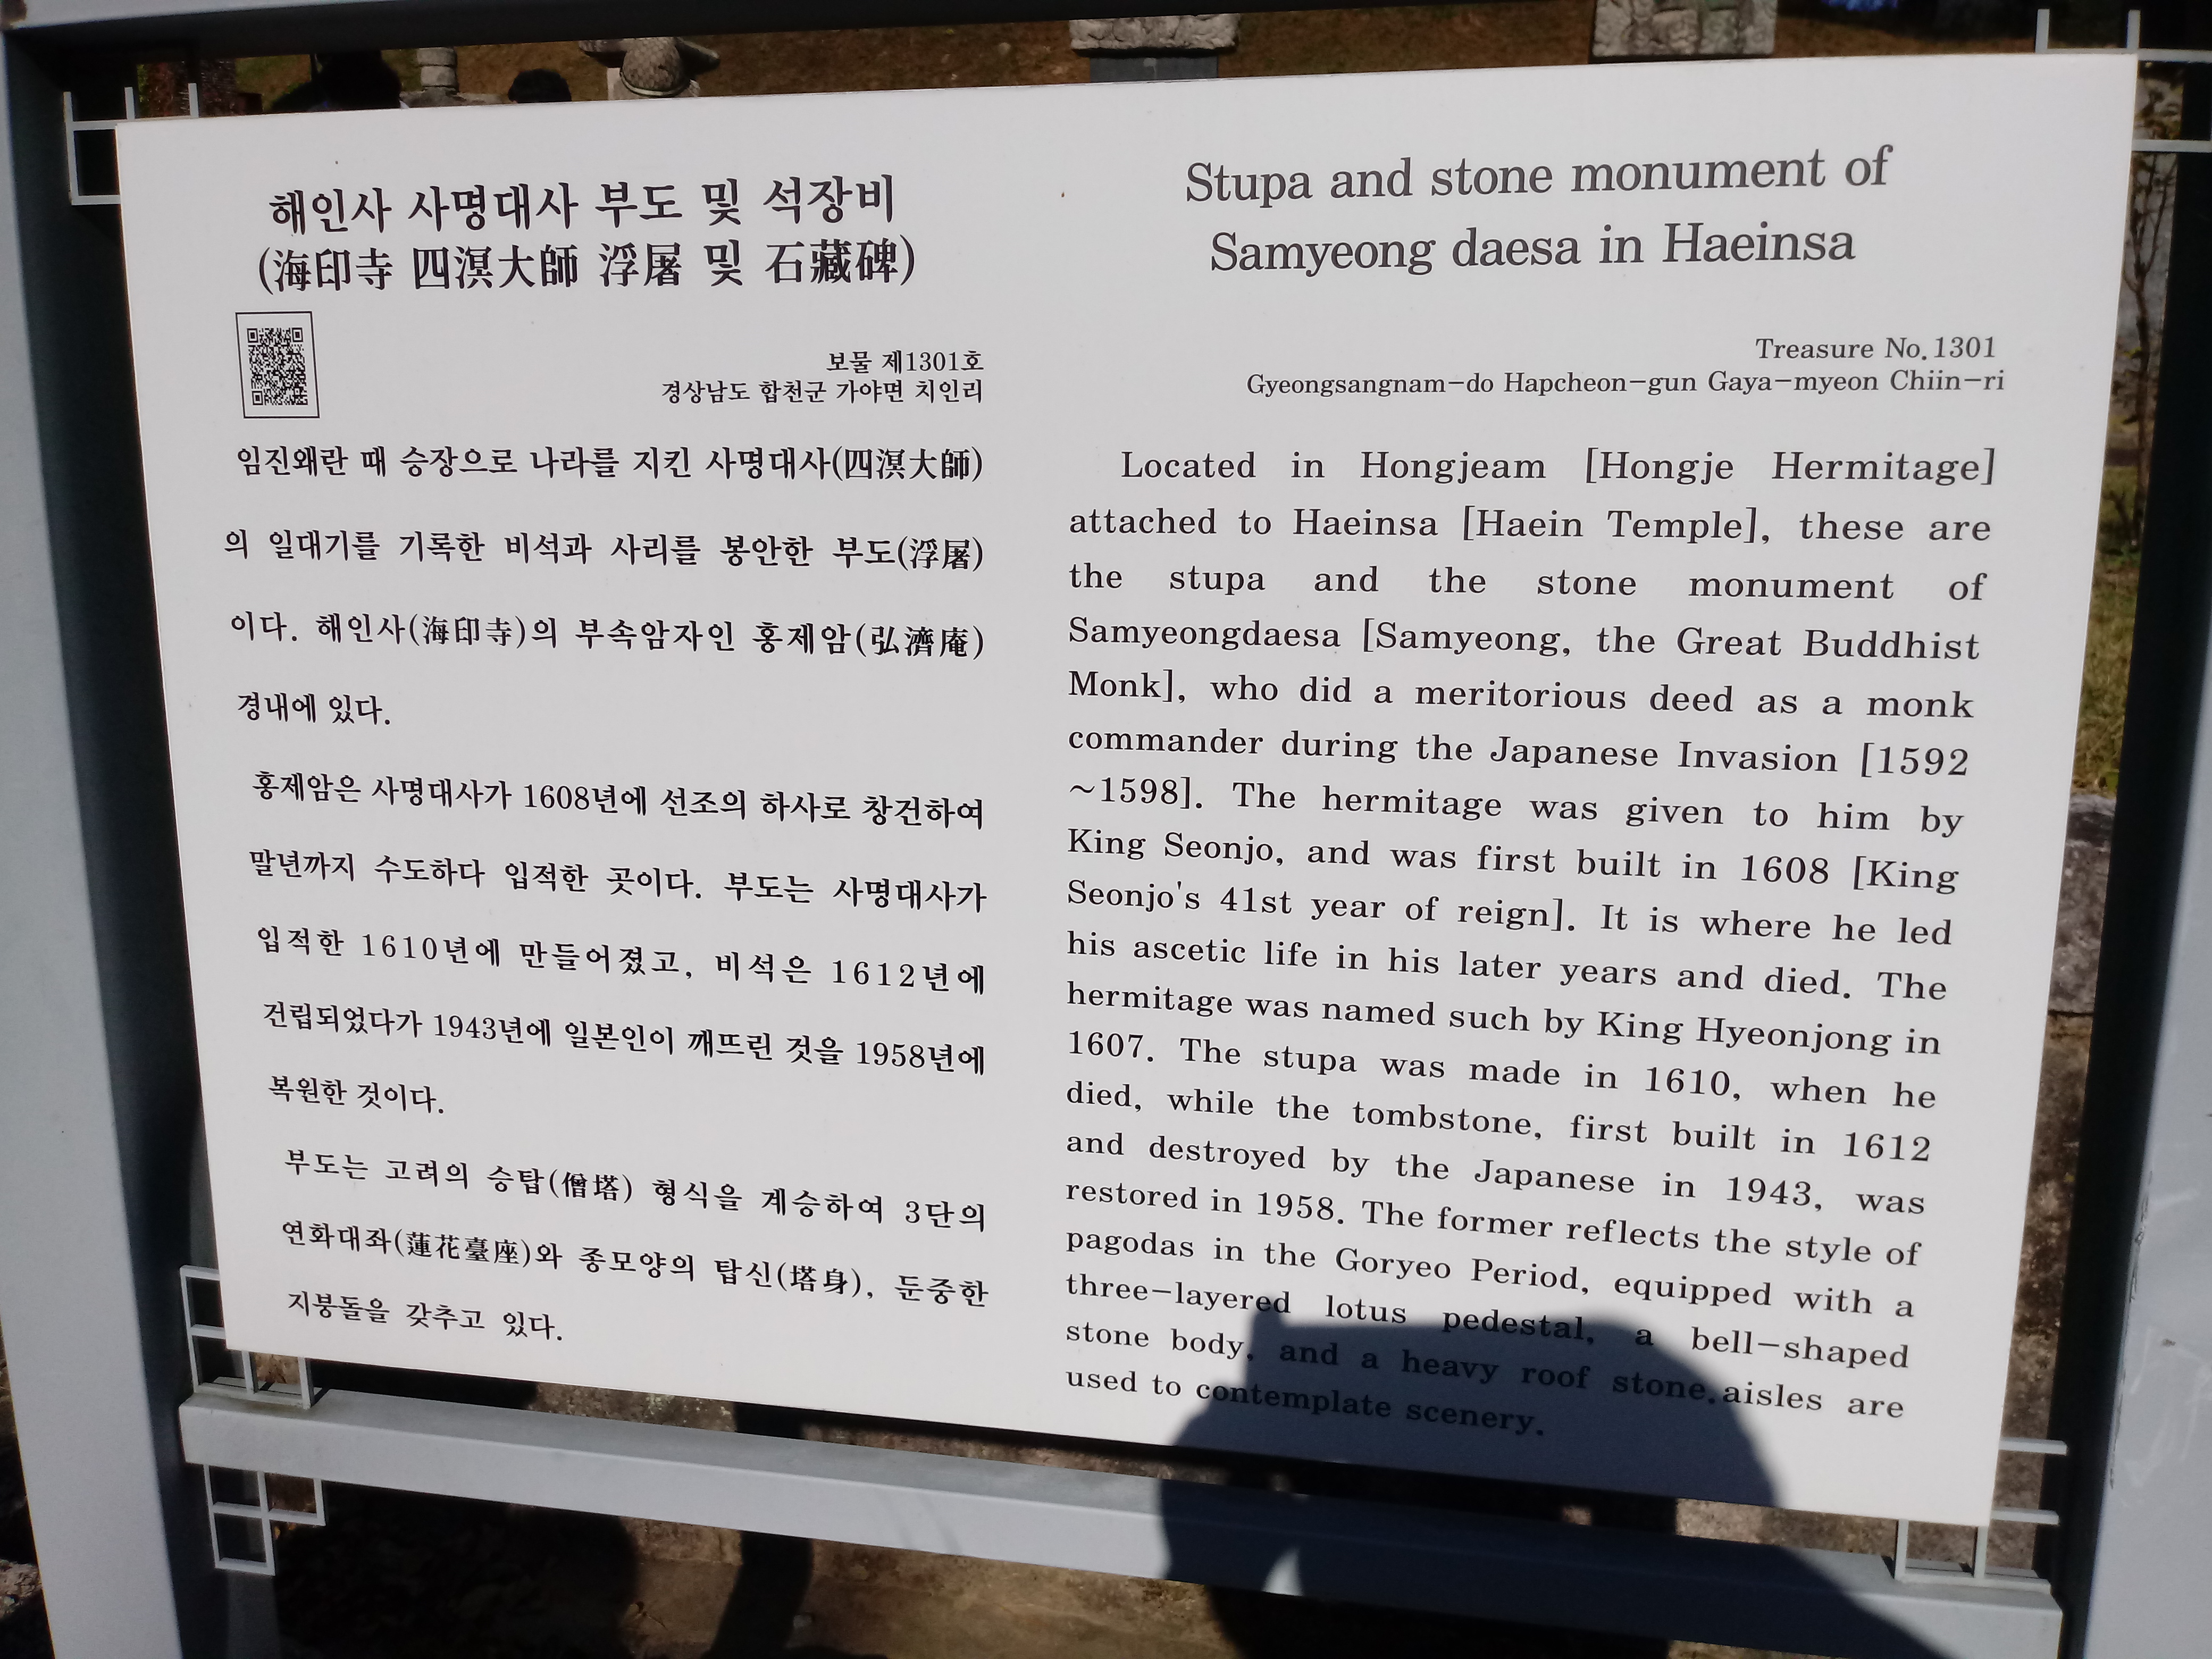 해인사 사명대사 부도 및 석장비
(海印寺 四溟大師 浮屠 및 石藏碑)
보물 제1301호
경상남도 합천군 가야면 치인리
임진왜란 때 승장으로 나라를 지킨 사명대사(四溟大師)
의 일대기를 기록한 비석과 사리를 봉안한 부도(浮屠)
이다. 해인사(海印寺)의 부속암자인 홍제암(弘濟庵)
경내에 있다.
홍제암은 사명대사가 1608년에 선조의 하사로 창건하여
말년까지 수도하다 입적한 곳이다. 부도는 사명대사가
입적한 1610년에 만들어졌고, 비석은 1612년에
건립되었다가 1943년에 일본인이 깨뜨린 것을 1958년에
복원한 것이다.
부도는 고려의 승탑(僧塔) 형식을 계승하여 3단의
연화대좌(蓮花臺座)와 종모양의 탑신(塔身), 둔중한
지붕돌을 갖추고 있다.
Stupa and stone monument of
Samyeong daesa in Haeinsa
Treasure No.1301
Gyeongsangnam-do Hapcheon-gun Gaya-myeon Chiin-ri
Located in Hongjeam [Hongje Hermitage]
attached to Haeinsa [Haein Temple], these are
the stupa and the stone monument of
Samyeongdaesa [Samyeong, the Great Buddhist
Monk], who did a meritorious deed as a monk
commander during the Japanese Invasion [1592
~1598]. The hermitage was given to him by
King Seonjo, and was first built in 1608 [King
Seonjo's 41st year of reign]. It is where he led
his ascetic life in his later years and died. The
hermitage was named such by King Hyeonjong in
1607. The stupa was made in 1610, when he
died, while the tombstone, first built in 1612
and destroyed by the Japanese in 1943, was
restored in 1958. The former reflects the style of
pagodas in the Goryeo Period, equipped with a
three-layered lotus pedestal, a bell-shaped
stone body, and a heavy roof stone.aisles are
used to contemplate scenery.